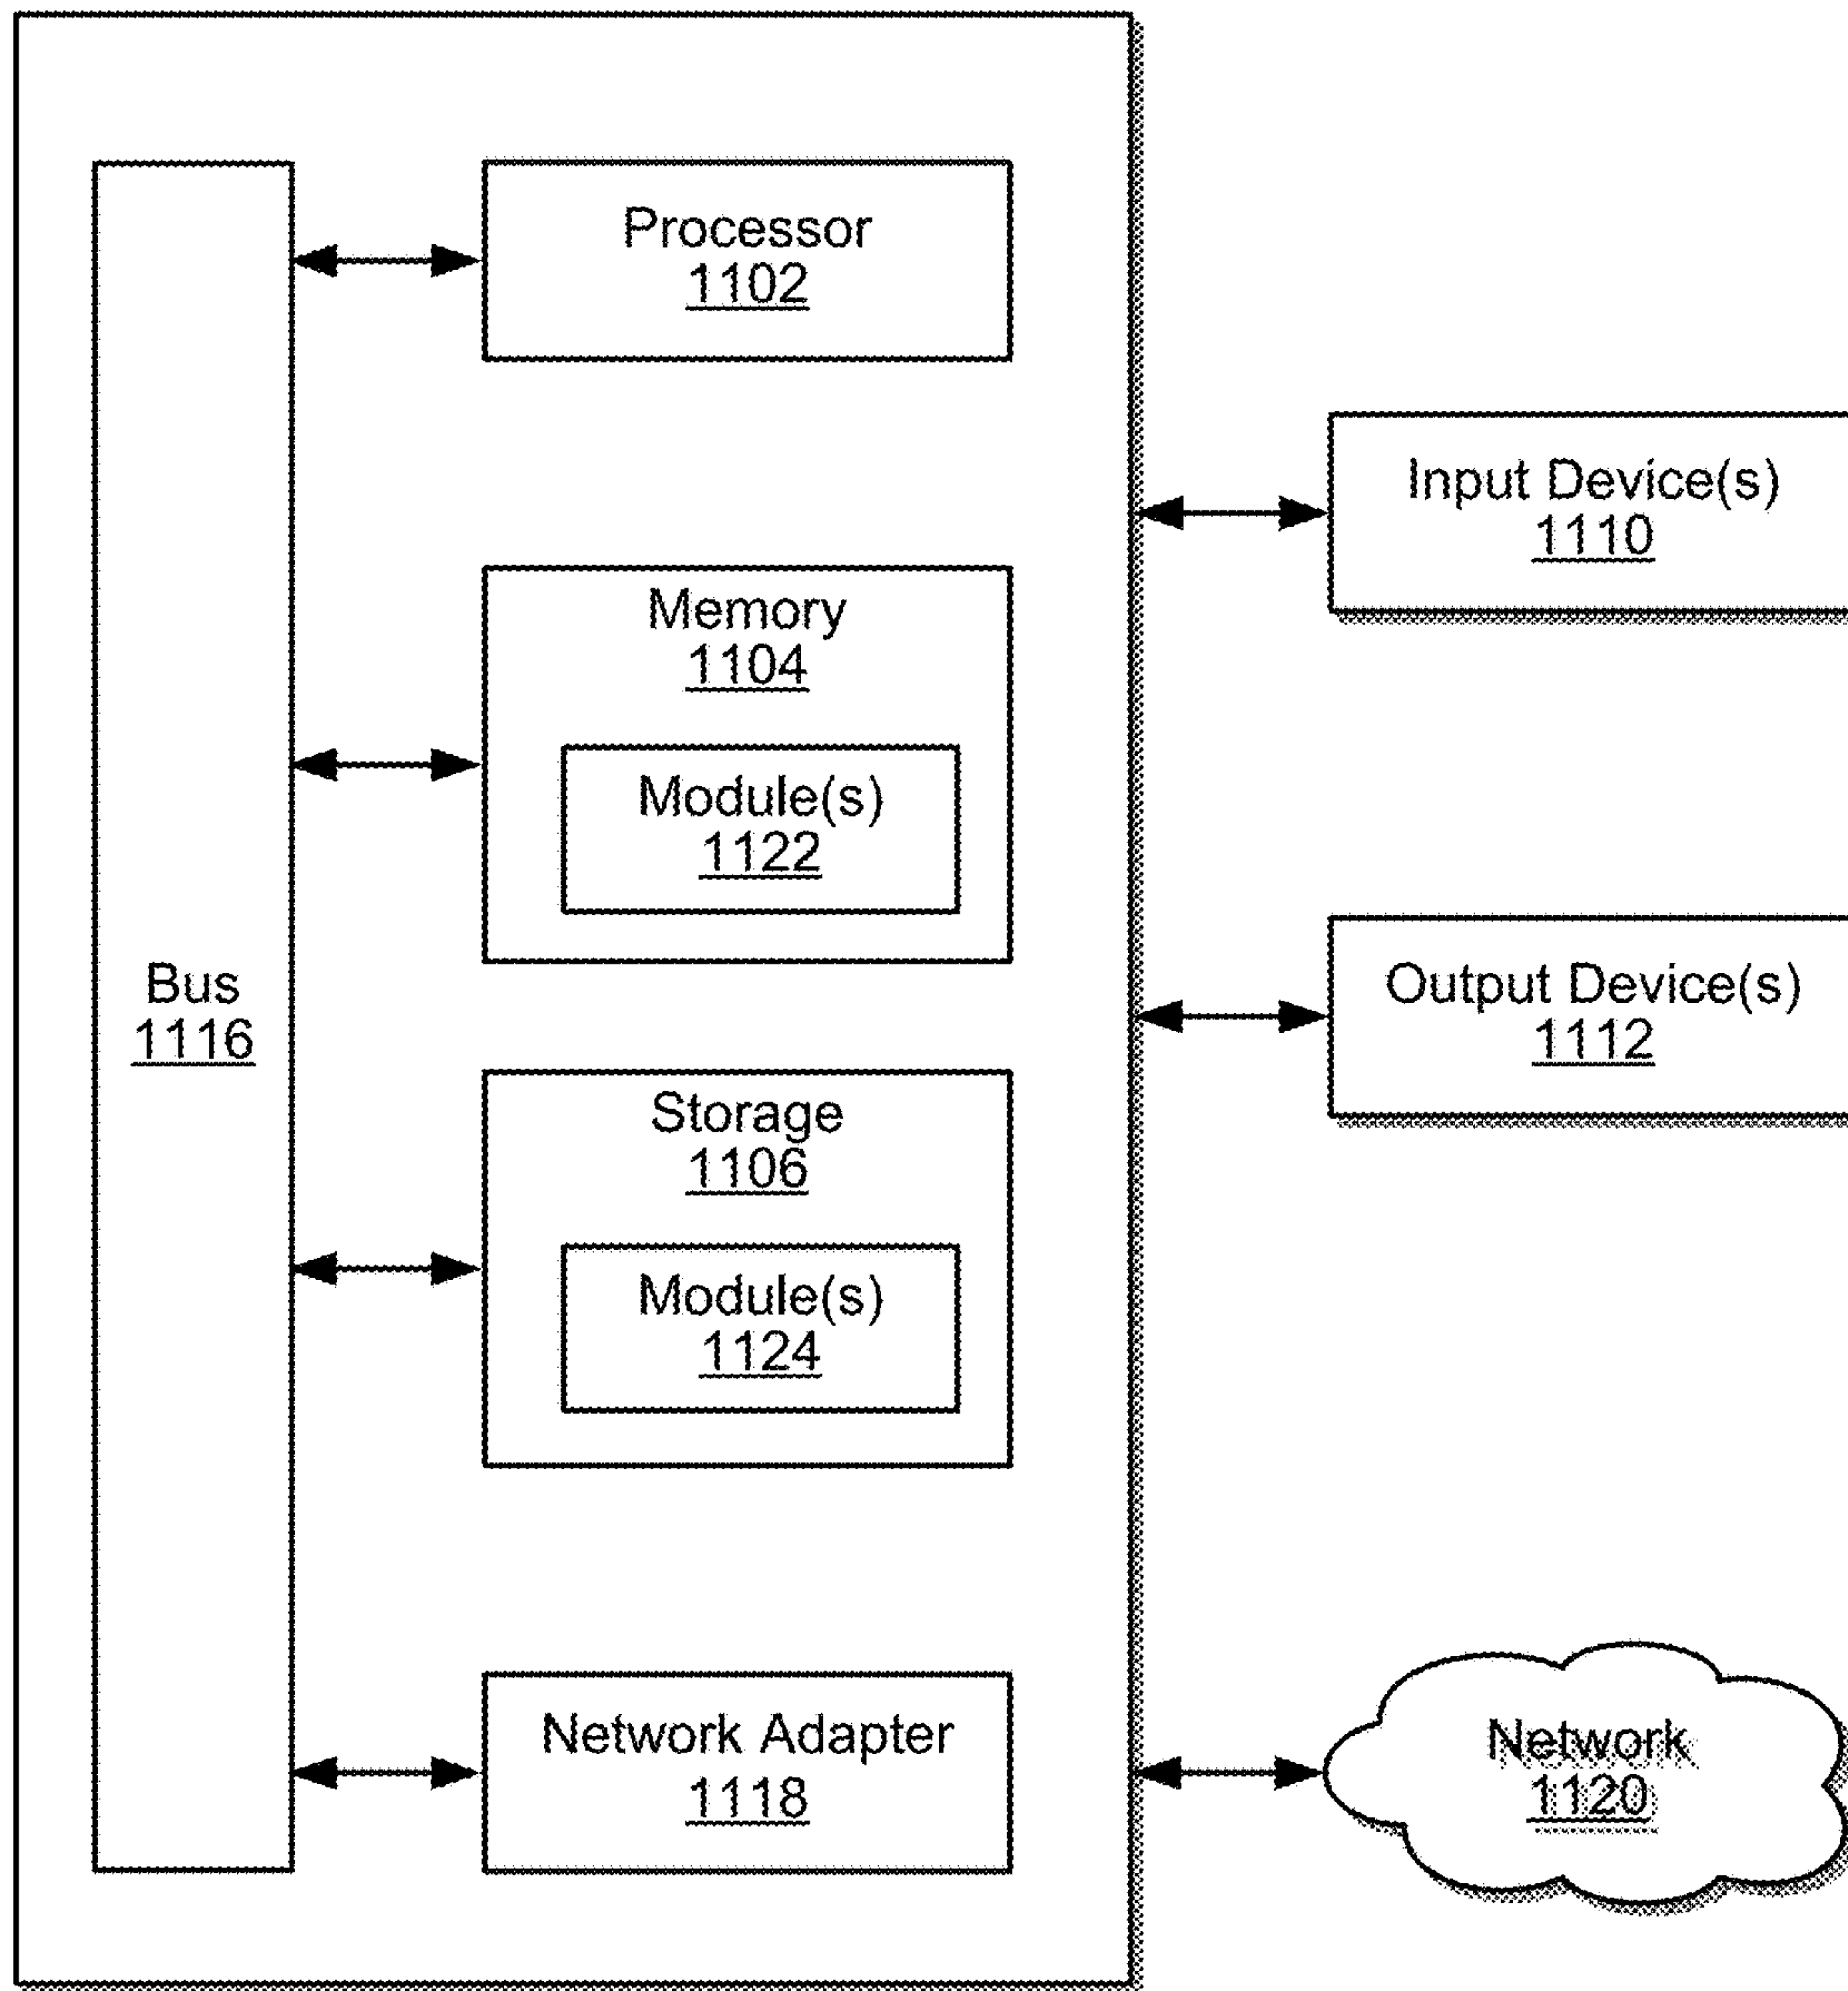 Processor
1102
Input Device(s)
1110
Memory
1104
Module(s)
1122
Output Device(s)
1112
Bus
1116
Storage
1106
Module(s)
1124
Network Adapter
1118
Network
1120